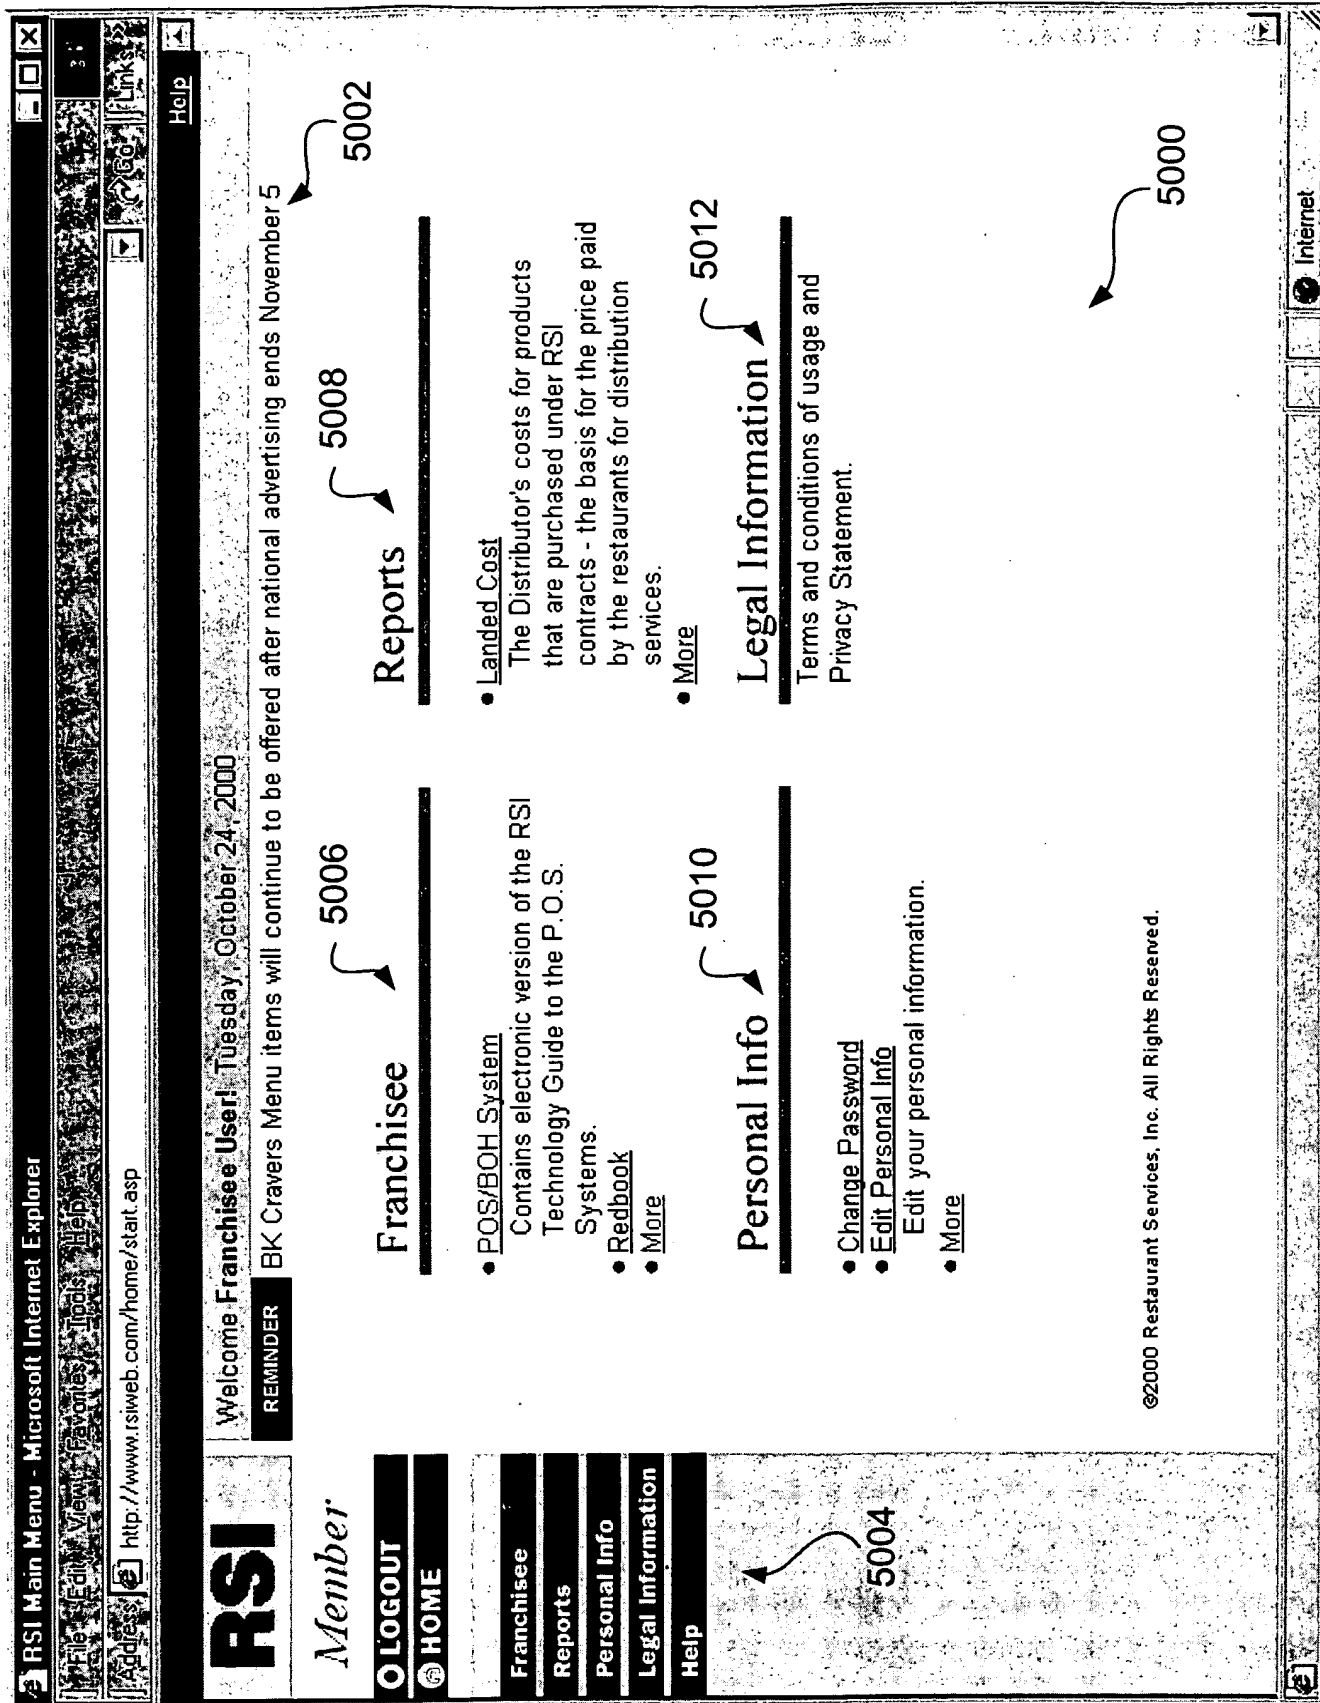 RSI Main Menu - Microsoft Internet Explorer
File Edit View Favorites Tools Help
Address http://www.rsiweb.com/home/start.asp Go Links »
Help
RSI
Welcome Franchisee User! Tuesday, October 24, 2000
REMINDER BK Cravers Menu items will continue to be offered after national advertising ends November 5
5002
Member
LOGOUT
HOME
Franchisee
Reports
Personal Info
Legal Information
Help
5004
Franchisee
5006
• POS/BOH System
Contains electronic version of the RSI
Technology Guide to the P.O.S.
Systems.
• Redbook
• More
Reports
5008
• Landed Cost
The Distributor's costs for products
that are purchased under RSI
contracts - the basis for the price paid
by the restaurants for distribution
services.
• More
Personal Info
5010
• Change Password
• Edit Personal Info
Edit your personal information.
• More
Legal Information
5012
Terms and conditions of usage and
Privacy Statement.
5000
©2000 Restaurant Services, Inc. All Rights Reserved.
Internet